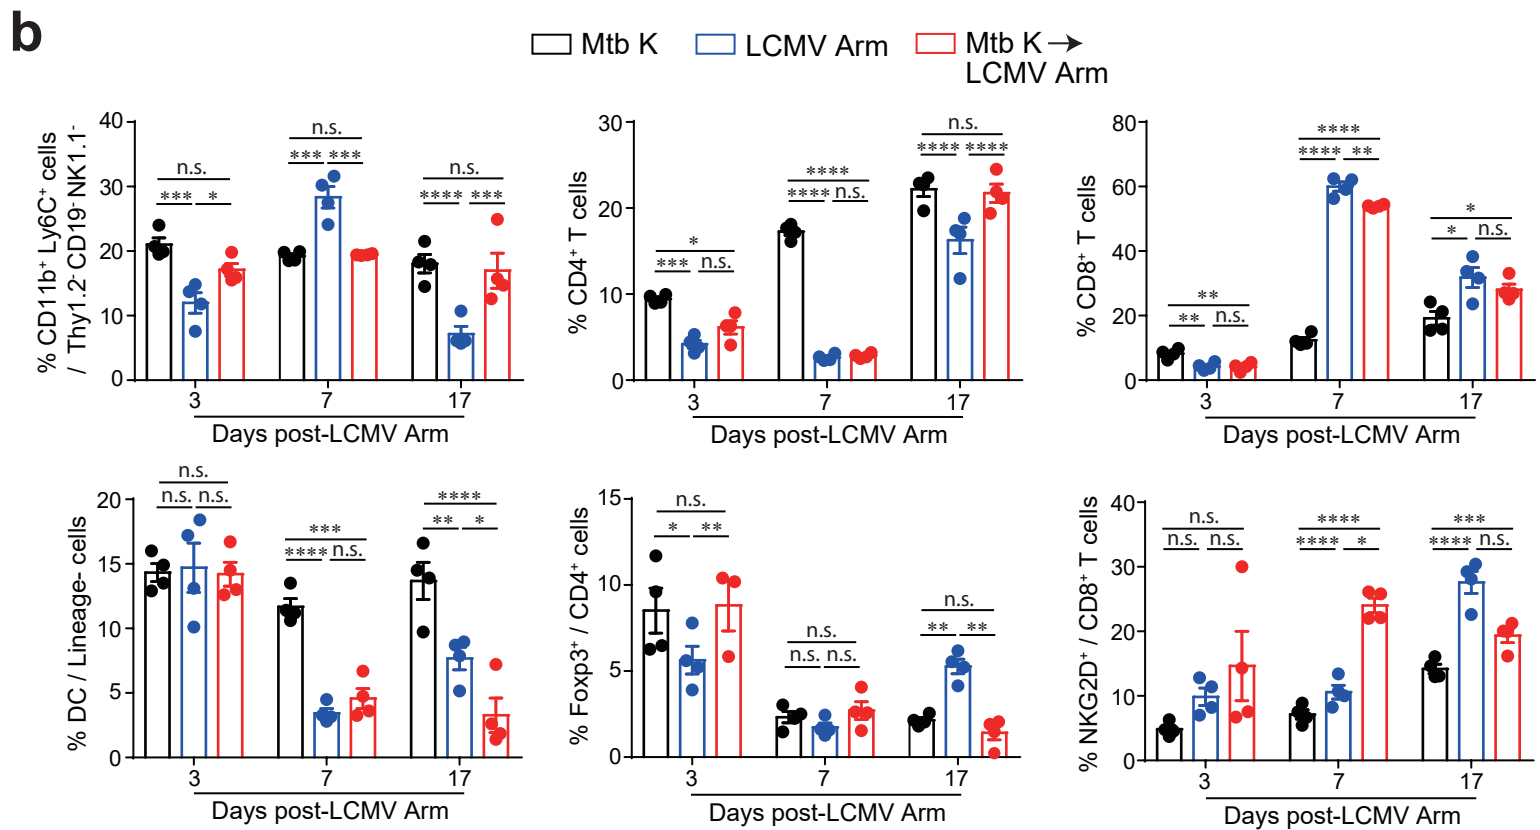 b
Mtb K
LCMV Arm
Mtb K →
LCMV Arm
% CD11b⁺ Ly6C⁺ cells
/ Thy1.2⁻ CD19⁻ NK1.1⁻
40
30
20
10
0
n.s.
*** *
n.s.
*** ***
n.s.
**** ***
3 7 17
Days post-LCMV Arm
% CD4⁺ T cells
30
20
10
0
*
*** n.s.
****
**** n.s.
n.s.
**** ****
3 7 17
Days post-LCMV Arm
% CD8⁺ T cells
80
60
40
20
0
**
** n.s.
****
**** **
*
* n.s.
3 7 17
Days post-LCMV Arm
% DC / Lineage- cells
20
15
10
5
0
n.s.
n.s. n.s.
***
**** n.s.
****
** *
3 7 17
Days post-LCMV Arm
% Foxp3⁺ / CD4⁺ cells
15
10
5
0
n.s.
* **
n.s.
n.s. n.s.
n.s.
** **
3 7 17
Days post-LCMV Arm
% NKG2D⁺ / CD8⁺ T cells
40
30
20
10
0
n.s.
n.s. n.s.
****
**** *
***
**** n.s.
3 7 17
Days post-LCMV Arm